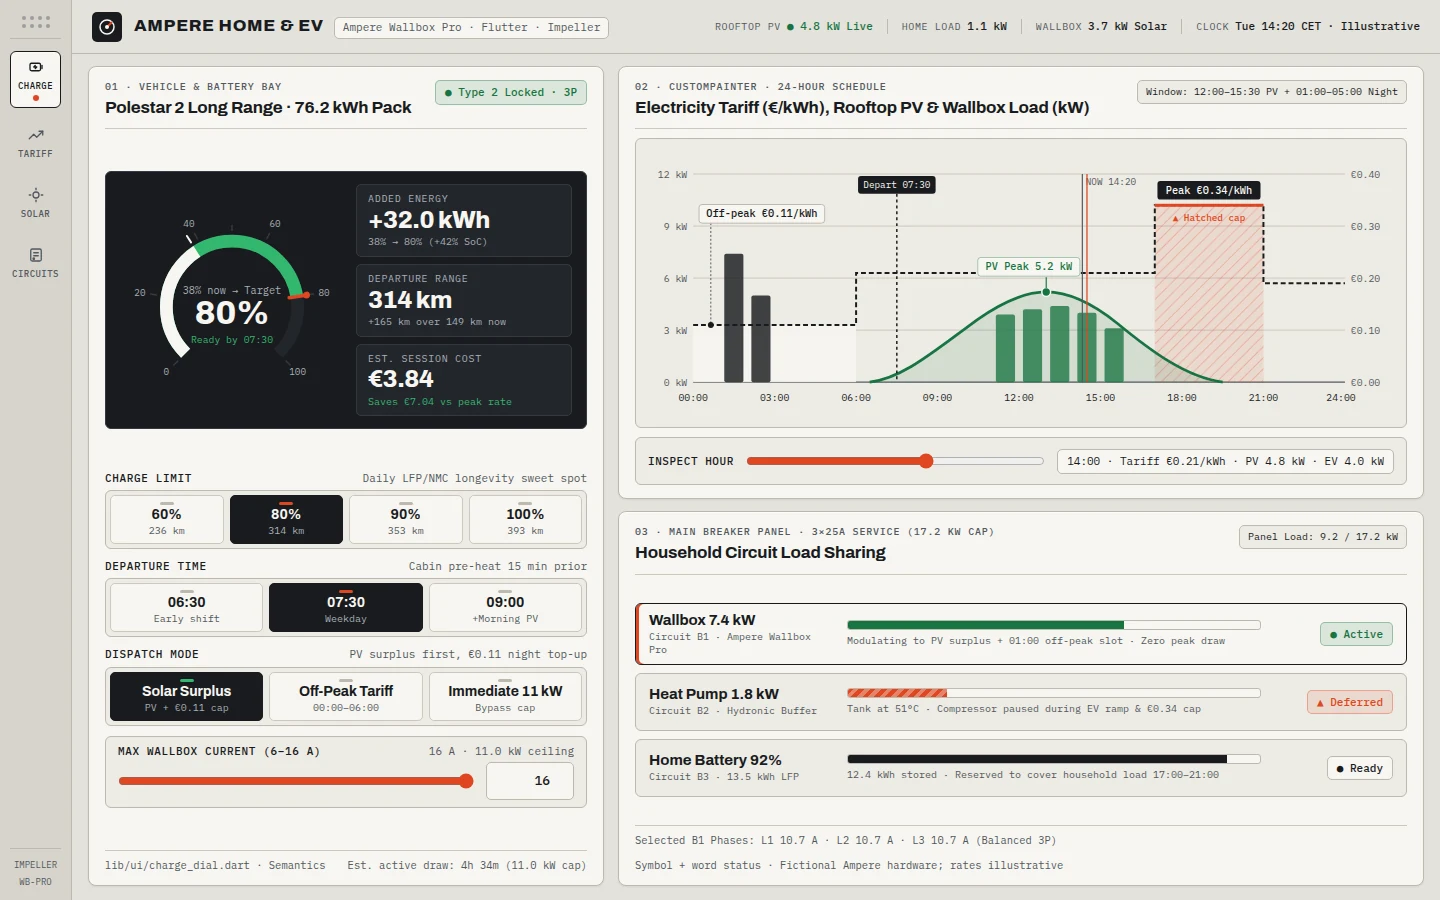 AMPERE HOME & EV
Ampere Wallbox Pro · Flutter · Impeller
ROOFTOP PV ● 4.8 kW Live
HOME LOAD 1.1 kW
WALLBOX 3.7 kW Solar
CLOCK Tue 14:20 CET · Illustrative
CHARGE
TARIFF
SOLAR
CIRCUITS
IMPELLER
WB-PRO
01 · VEHICLE & BATTERY BAY
Polestar 2 Long Range · 76.2 kWh Pack
● Type 2 Locked · 3P
0
20
40
60
80
100
38% now → Target
80%
Ready by 07:30
ADDED ENERGY
+32.0 kWh
38% → 80% (+42% SoC)
DEPARTURE RANGE
314 km
+165 km over 149 km now
EST. SESSION COST
€3.84
Saves €7.04 vs peak rate
CHARGE LIMIT
Daily LFP/NMC longevity sweet spot
60%
236 km
80%
314 km
90%
353 km
100%
393 km
DEPARTURE TIME
Cabin pre-heat 15 min prior
06:30
Early shift
07:30
Weekday
09:00
+Morning PV
DISPATCH MODE
PV surplus first, €0.11 night top-up
Solar Surplus
PV + €0.11 cap
Off-Peak Tariff
00:00–06:00
Immediate 11 kW
Bypass cap
MAX WALLBOX CURRENT (6–16 A)
16 A · 11.0 kW ceiling
16
lib/ui/charge_dial.dart · Semantics
Est. active draw: 4h 34m (11.0 kW cap)
02 · CUSTOMPAINTER · 24-HOUR SCHEDULE
Electricity Tariff (€/kWh), Rooftop PV & Wallbox Load (kW)
Window: 12:00–15:30 PV + 01:00–05:00 Night
12 kW
9 kW
6 kW
3 kW
0 kW
€0.40
€0.30
€0.20
€0.10
€0.00
Off-peak €0.11/kWh
Depart 07:30
PV Peak 5.2 kW
NOW 14:20
Peak €0.34/kWh
▲ Hatched cap
00:00
03:00
06:00
09:00
12:00
15:00
18:00
21:00
24:00
INSPECT HOUR
14:00 · Tariff €0.21/kWh · PV 4.8 kW · EV 4.0 kW
03 · MAIN BREAKER PANEL · 3×25A SERVICE (17.2 KW CAP)
Household Circuit Load Sharing
Panel Load: 9.2 / 17.2 kW
Wallbox 7.4 kW
Circuit B1 · Ampere Wallbox
Pro
Modulating to PV surplus + 01:00 off-peak slot · Zero peak draw
● Active
Heat Pump 1.8 kW
Circuit B2 · Hydronic Buffer
Tank at 51°C · Compressor paused during EV ramp & €0.34 cap
▲ Deferred
Home Battery 92%
Circuit B3 · 13.5 kWh LFP
12.4 kWh stored · Reserved to cover household load 17:00–21:00
● Ready
Selected B1 Phases: L1 10.7 A · L2 10.7 A · L3 10.7 A (Balanced 3P)
Symbol + word status · Fictional Ampere hardware; rates illustrative